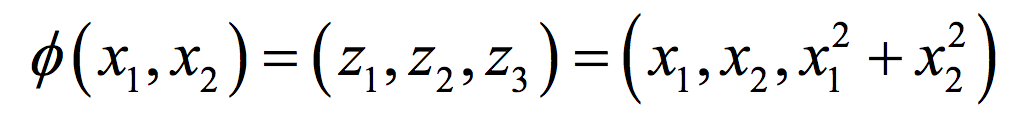 ϕ(x₁, x₂) = (z₁, z₂, z₃) = (x₁, x₂, x₁² + x₂²)